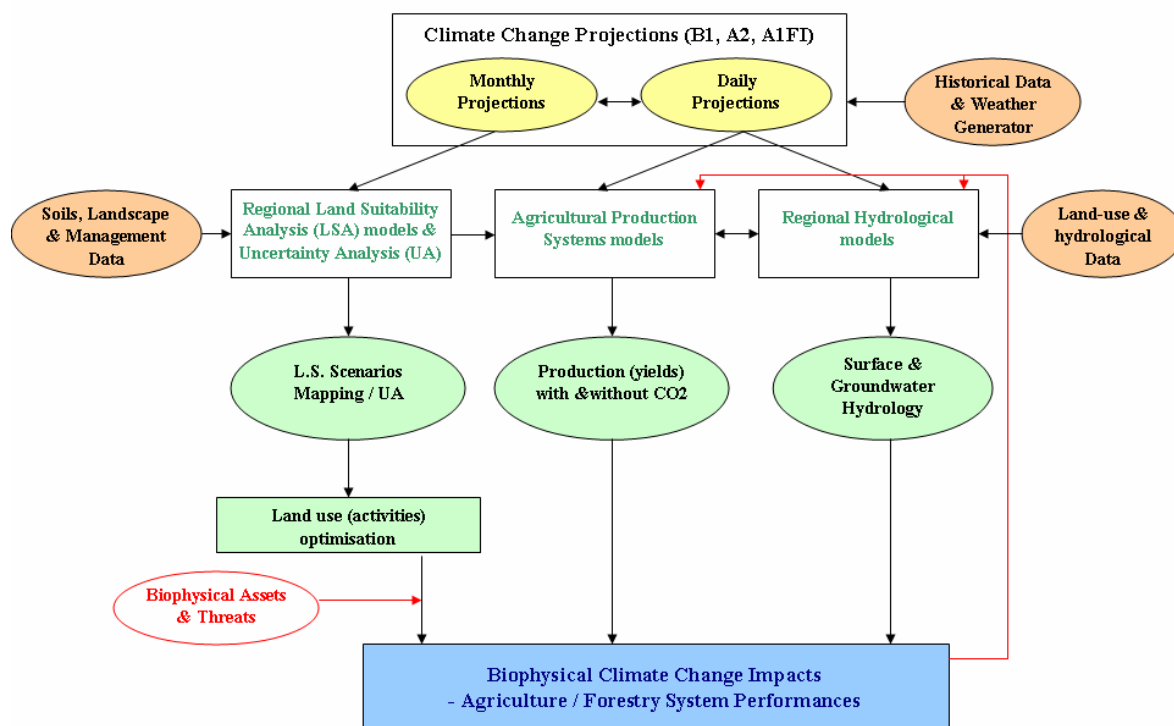 Climate Change Projections (B1, A2, A1FI)
Monthly
Projections
Daily
Projections
Historical Data
& Weather
Generator
Soils, Landscape
& Management
Data
Regional Land Suitability
Analysis (LSA) models &
Uncertainty Analysis (UA)
Agricultural Production
Systems models
Regional Hydrological
models
Land-use &
hydrological
Data
L.S. Scenarios
Mapping / UA
Production (yields)
with &without CO2
Surface &
Groundwater
Hydrology
Land use (activities)
optimisation
Biophysical Assets
& Threats
Biophysical Climate Change Impacts
- Agriculture / Forestry System Performances